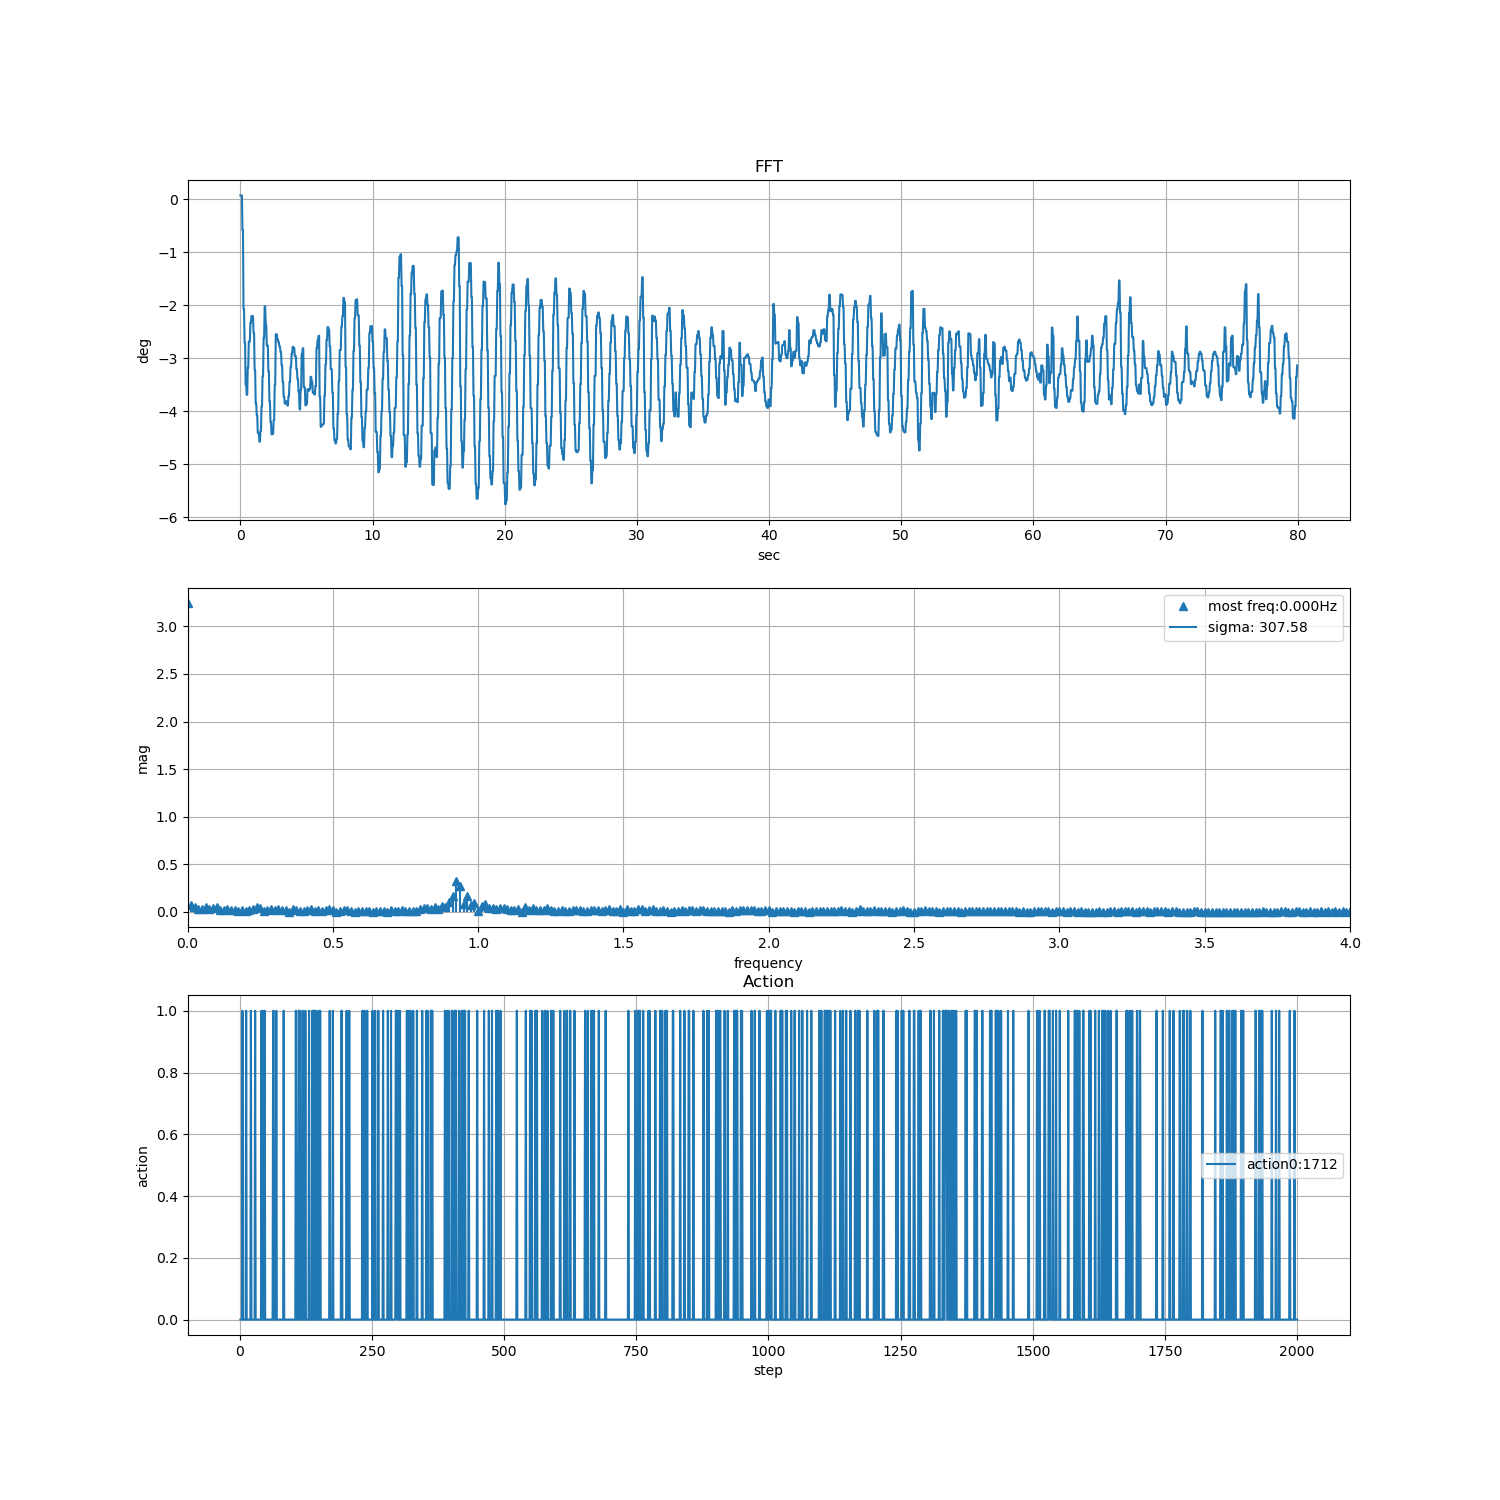 FFT
0
−1
−2
−3
−4
−5
−6
deg
0 10 20 30 40 50 60 70 80
sec
most freq:0.000Hz
sigma: 307.58
3.0
2.5
2.0
1.5
1.0
0.5
0.0
mag
0.0 0.5 1.0 1.5 2.0 2.5 3.0 3.5 4.0
frequency
Action
1.0
0.8
0.6
0.4
0.2
0.0
action
action0:1712
0 250 500 750 1000 1250 1500 1750 2000
step